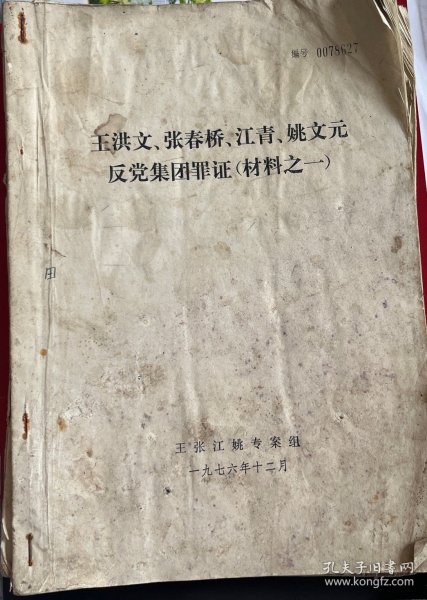 编号 0078627
王洪文、张春桥、江青、姚文元
反党集团罪证(材料之一)
田
王张江姚专案组
一九七六年十二月
孔夫子旧书网
www.kongfz.com